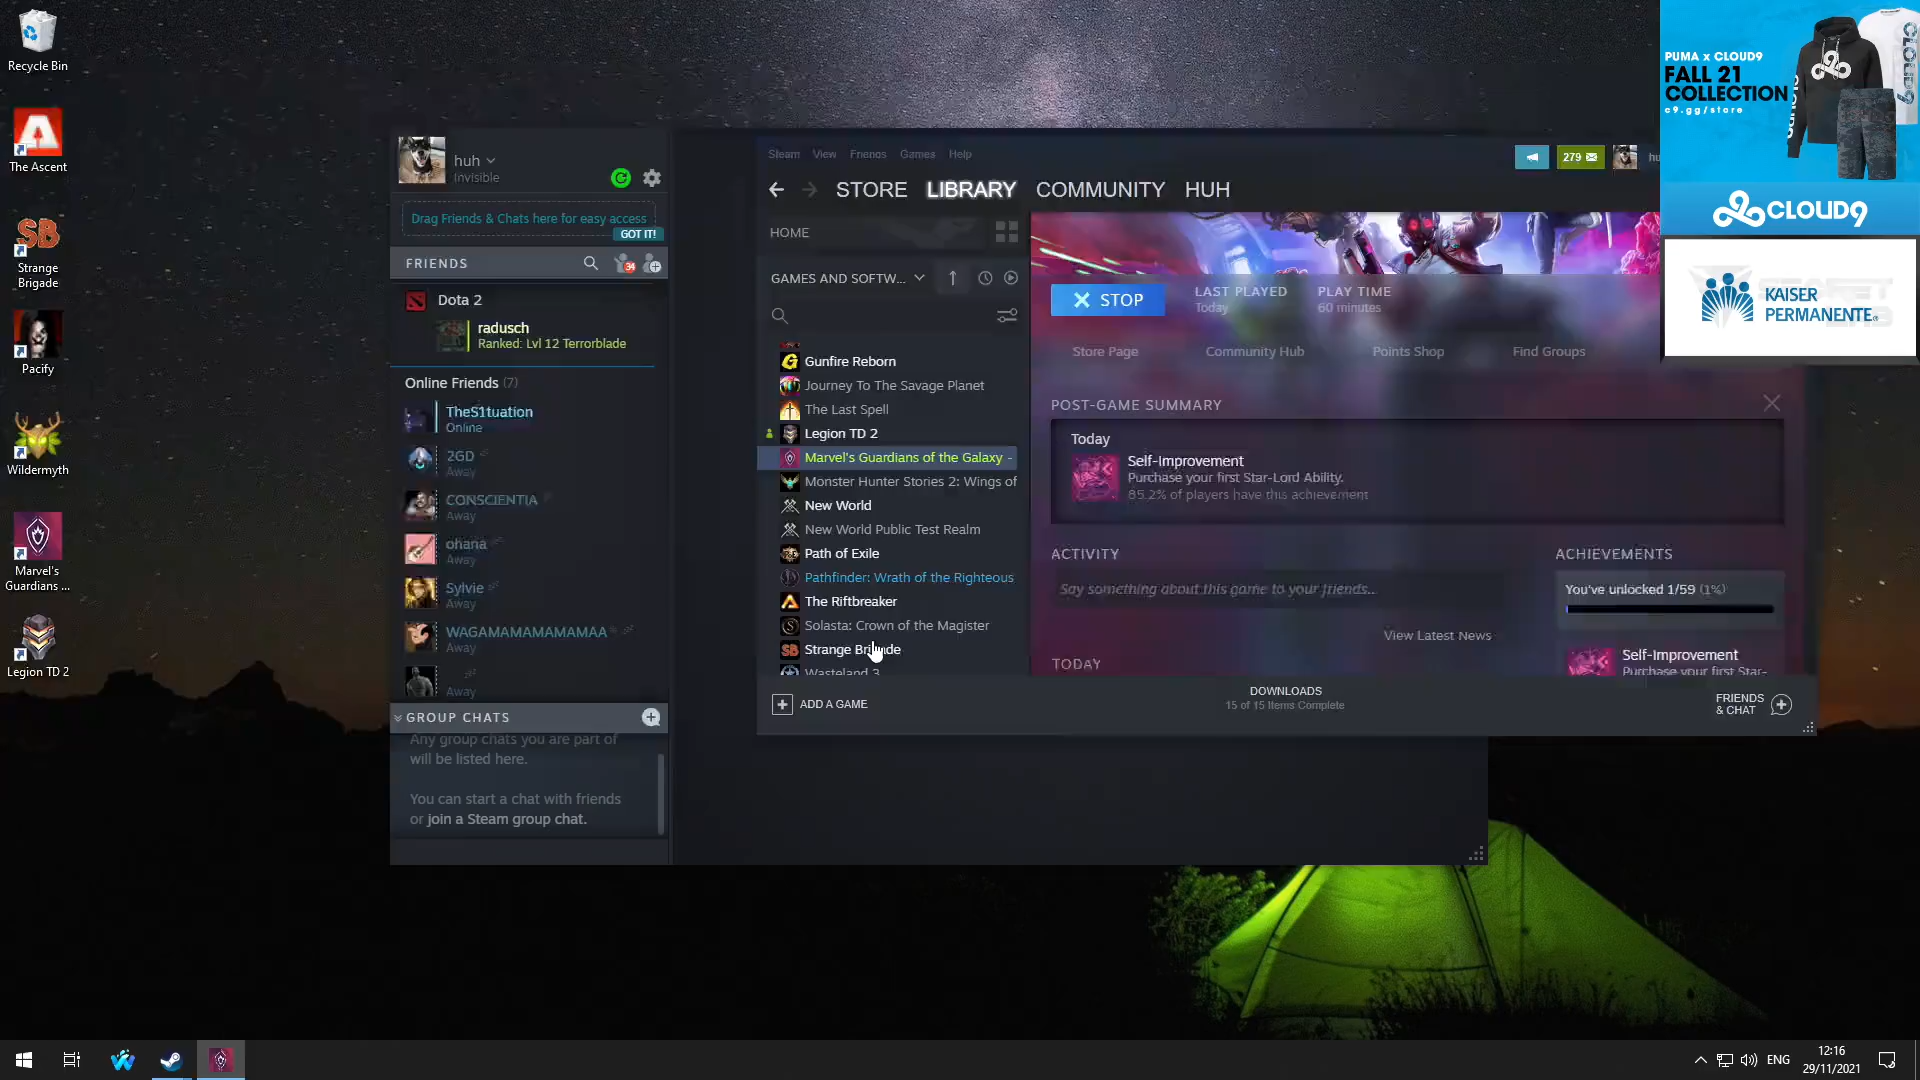 Recycle Bin
The Ascent
Strange
Brigade
Pacify
Wildermyth
Marvel's
Guardians ...
Legion TD 2
huh
Invisible
Drag Friends & Chats here for easy access
GOT IT!
FRIENDS
34
Dota 2
radusch
Ranked: Lvl 12 Terrorblade
Online Friends (7)
TheS1tuation
Online
2GD
Away
CONSCIENTIA
Away
ohana
Away
Sylvie
Away
WAGAMAMAMAMAA
Away
Away
GROUP CHATS
Any group chats you are part of
will be listed here.
You can start a chat with friends
or join a Steam group chat.
Steam View Friends Games Help
279
STORE LIBRARY COMMUNITY HUH
HOME
GAMES AND SOFTW...
Gunfire Reborn
Journey To The Savage Planet
The Last Spell
Legion TD 2
Marvel's Guardians of the Galaxy -
Monster Hunter Stories 2: Wings of
New World
New World Public Test Realm
Path of Exile
Pathfinder: Wrath of the Righteous
The Riftbreaker
Solasta: Crown of the Magister
Strange Brigade
Wasteland 3
ADD A GAME
STOP
LAST PLAYED
Today
PLAY TIME
60 minutes
Store Page Community Hub Points Shop Find Groups
POST-GAME SUMMARY
Today
Self-Improvement
Purchase your first Star-Lord Ability.
85.2% of players have this achievement
ACTIVITY
Say something about this game to your friends...
View Latest News
TODAY
ACHIEVEMENTS
You've unlocked 1/59 (1%)
Self-Improvement
Purchase your first Star-
DOWNLOADS
15 of 15 Items Complete
FRIENDS
& CHAT
PUMA x CLOUD9
FALL 21
COLLECTION
c9.gg/store
CLOUD9
KAISER
PERMANENTE®
ENG
12:16
29/11/2021